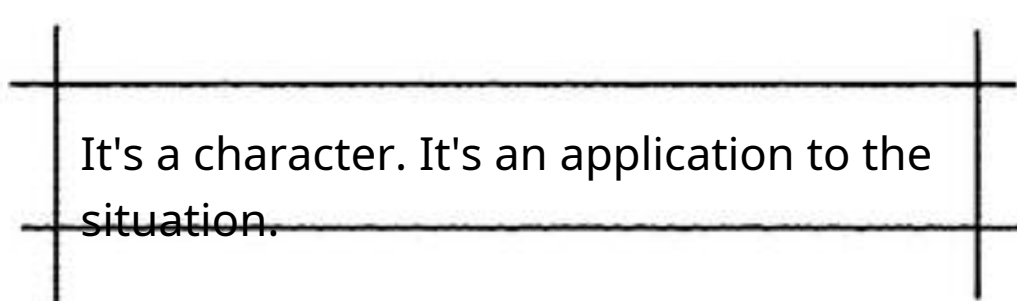 It's a character. It's an application to the
situation.